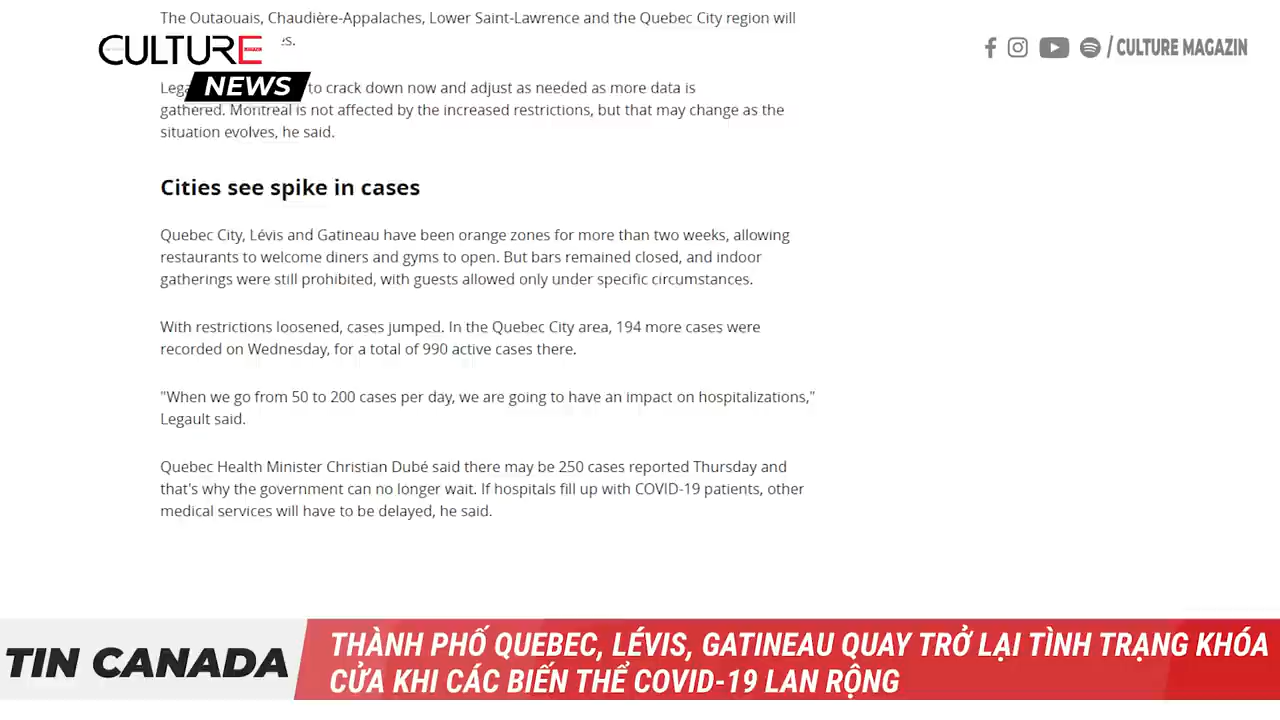 The Outaouais, Chaudière-Appalaches, Lower Saint-Lawrence and the Quebec City region will
CULTURE
NEWS
/ CULTURE MAGAZIN
to crack down now and adjust as needed as more data is
gathered. Montreal is not affected by the increased restrictions, but that may change as the
situation evolves, he said.
Cities see spike in cases
Quebec City, Lévis and Gatineau have been orange zones for more than two weeks, allowing
restaurants to welcome diners and gyms to open. But bars remained closed, and indoor
gatherings were still prohibited, with guests allowed only under specific circumstances.
With restrictions loosened, cases jumped. In the Quebec City area, 194 more cases were
recorded on Wednesday, for a total of 990 active cases there.
"When we go from 50 to 200 cases per day, we are going to have an impact on hospitalizations,"
Legault said.
Quebec Health Minister Christian Dubé said there may be 250 cases reported Thursday and
that's why the government can no longer wait. If hospitals fill up with COVID-19 patients, other
medical services will have to be delayed, he said.
TIN CANADA
THÀNH PHỐ QUEBEC, LÉVIS, GATINEAU QUAY TRỞ LẠI TÌNH TRẠNG KHÓA
CỬA KHI CÁC BIẾN THỂ COVID-19 LAN RỘNG